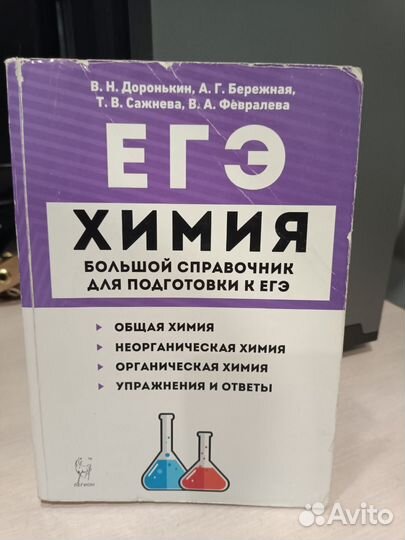 В. Н. Доронькин, А. Г. Бережная,
Т. В. Сажнева, В. А. Февралева
ЕГЭ
ХИМИЯ
БОЛЬШОЙ СПРАВОЧНИК
ДЛЯ ПОДГОТОВКИ К ЕГЭ
ОБЩАЯ ХИМИЯ
НЕОРГАНИЧЕСКАЯ ХИМИЯ
ОРГАНИЧЕСКАЯ ХИМИЯ
УПРАЖНЕНИЯ И ОТВЕТЫ
ЛЕГИОН
Avito